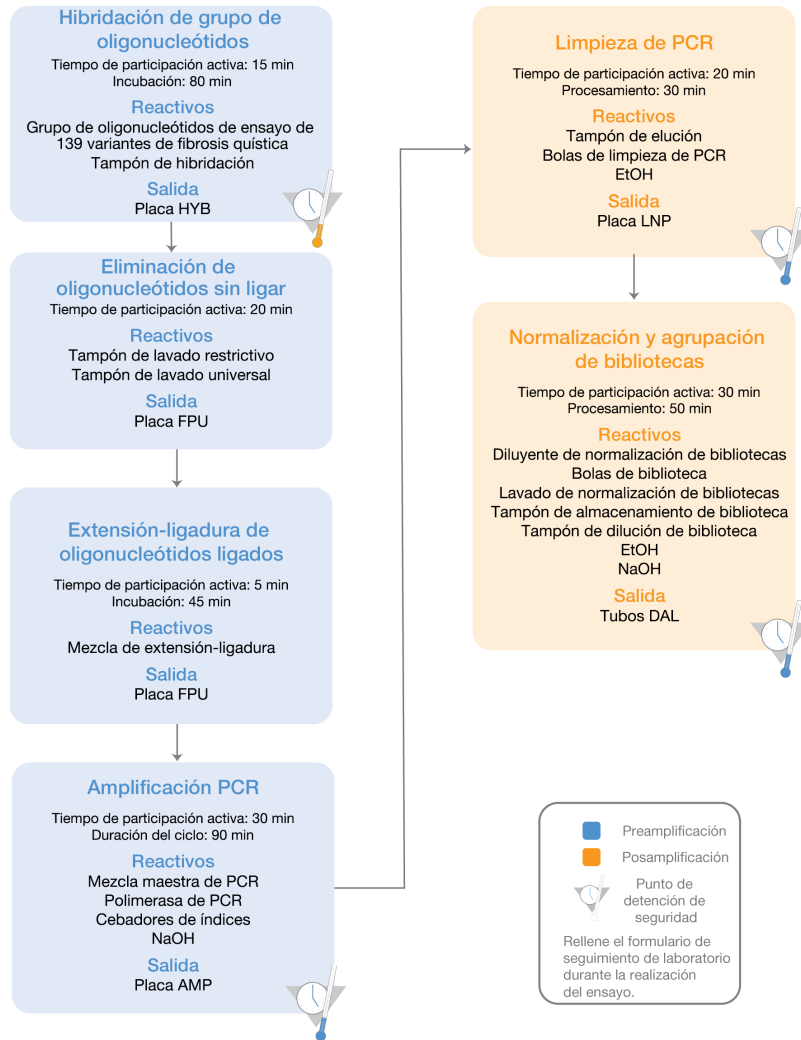 Hibridación de grupo de
oligonucleótidos
Tiempo de participación activa: 15 min
Incubación: 80 min
Reactivos
Grupo de oligonucleótidos de ensayo de
139 variantes de fibrosis quística
Tampón de hibridación
Salida
Placa HYB
Eliminación de
oligonucleótidos sin ligar
Tiempo de participación activa: 20 min
Reactivos
Tampón de lavado restrictivo
Tampón de lavado universal
Salida
Placa FPU
Extensión-ligadura de
oligonucleótidos ligados
Tiempo de participación activa: 5 min
Incubación: 45 min
Reactivos
Mezcla de extensión-ligadura
Salida
Placa FPU
Amplificación PCR
Tiempo de participación activa: 30 min
Duración del ciclo: 90 min
Reactivos
Mezcla maestra de PCR
Polimerasa de PCR
Cebadores de índices
NaOH
Salida
Placa AMP
Limpieza de PCR
Tiempo de participación activa: 20 min
Procesamiento: 30 min
Reactivos
Tampón de elución
Bolas de limpieza de PCR
EtOH
Salida
Placa LNP
Normalización y agrupación
de bibliotecas
Tiempo de participación activa: 30 min
Procesamiento: 50 min
Reactivos
Diluyente de normalización de bibliotecas
Bolas de biblioteca
Lavado de normalización de bibliotecas
Tampón de almacenamiento de biblioteca
Tampón de dilución de biblioteca
EtOH
NaOH
Salida
Tubos DAL
Preamplificación
Posamplificación
Punto de
detención de
seguridad
Rellene el formulario de
seguimiento de laboratorio
durante la realización
del ensayo.